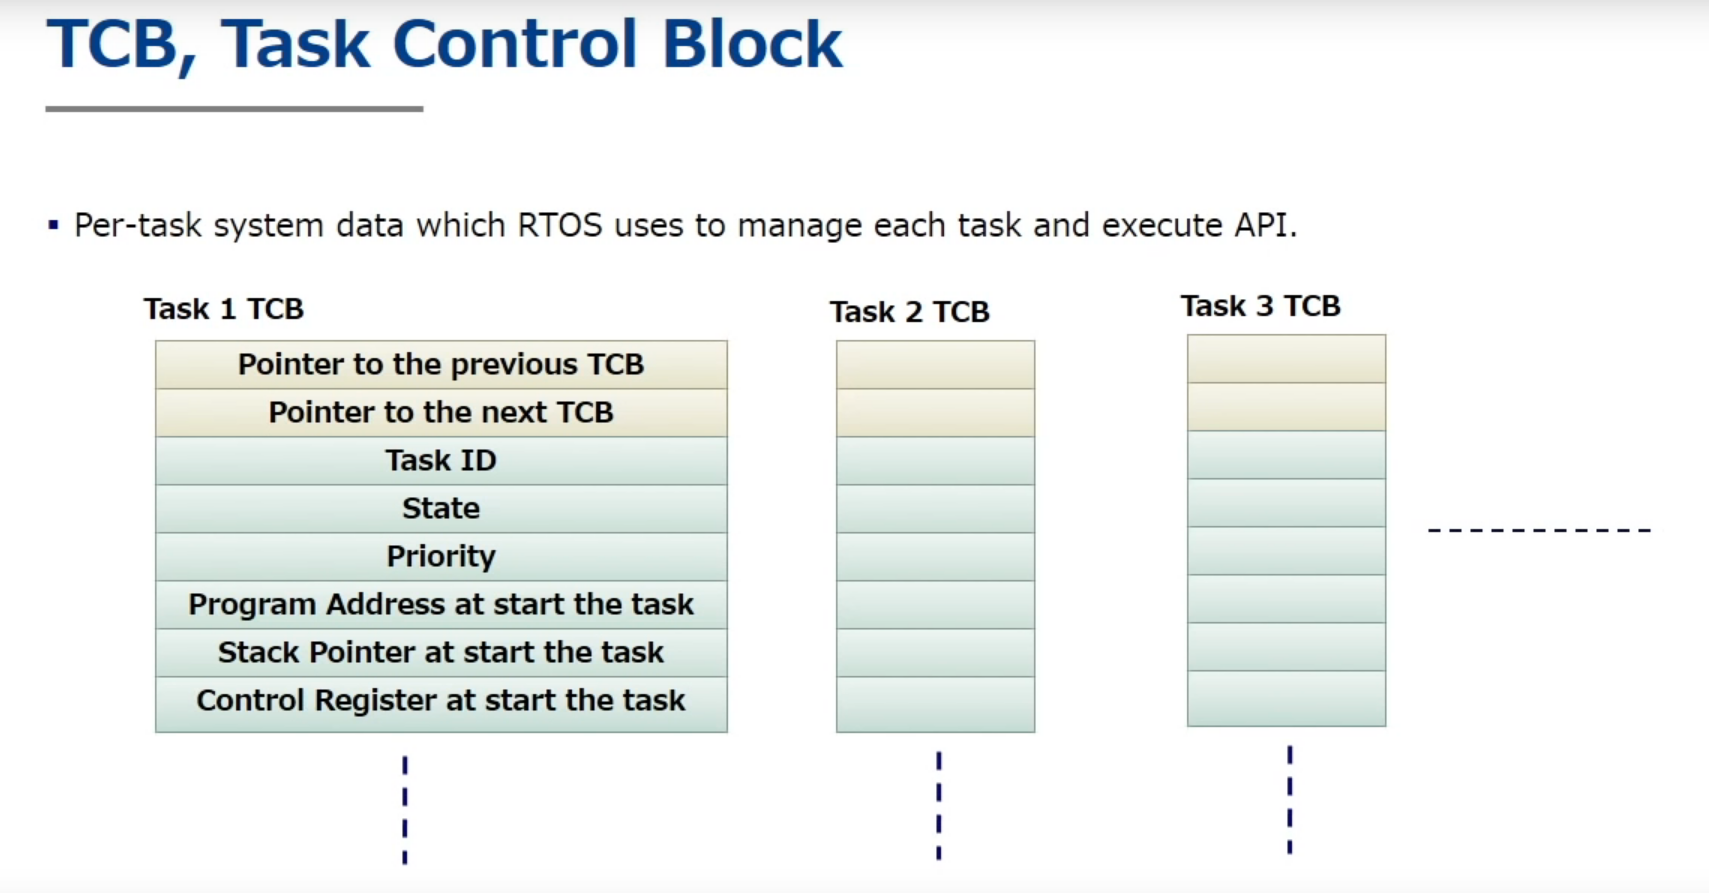 TCB, Task Control Block
▪ Per-task system data which RTOS uses to manage each task and execute API.
Task 1 TCB
Pointer to the previous TCB
Pointer to the next TCB
Task ID
State
Priority
Program Address at start the task
Stack Pointer at start the task
Control Register at start the task
Task 2 TCB
Task 3 TCB